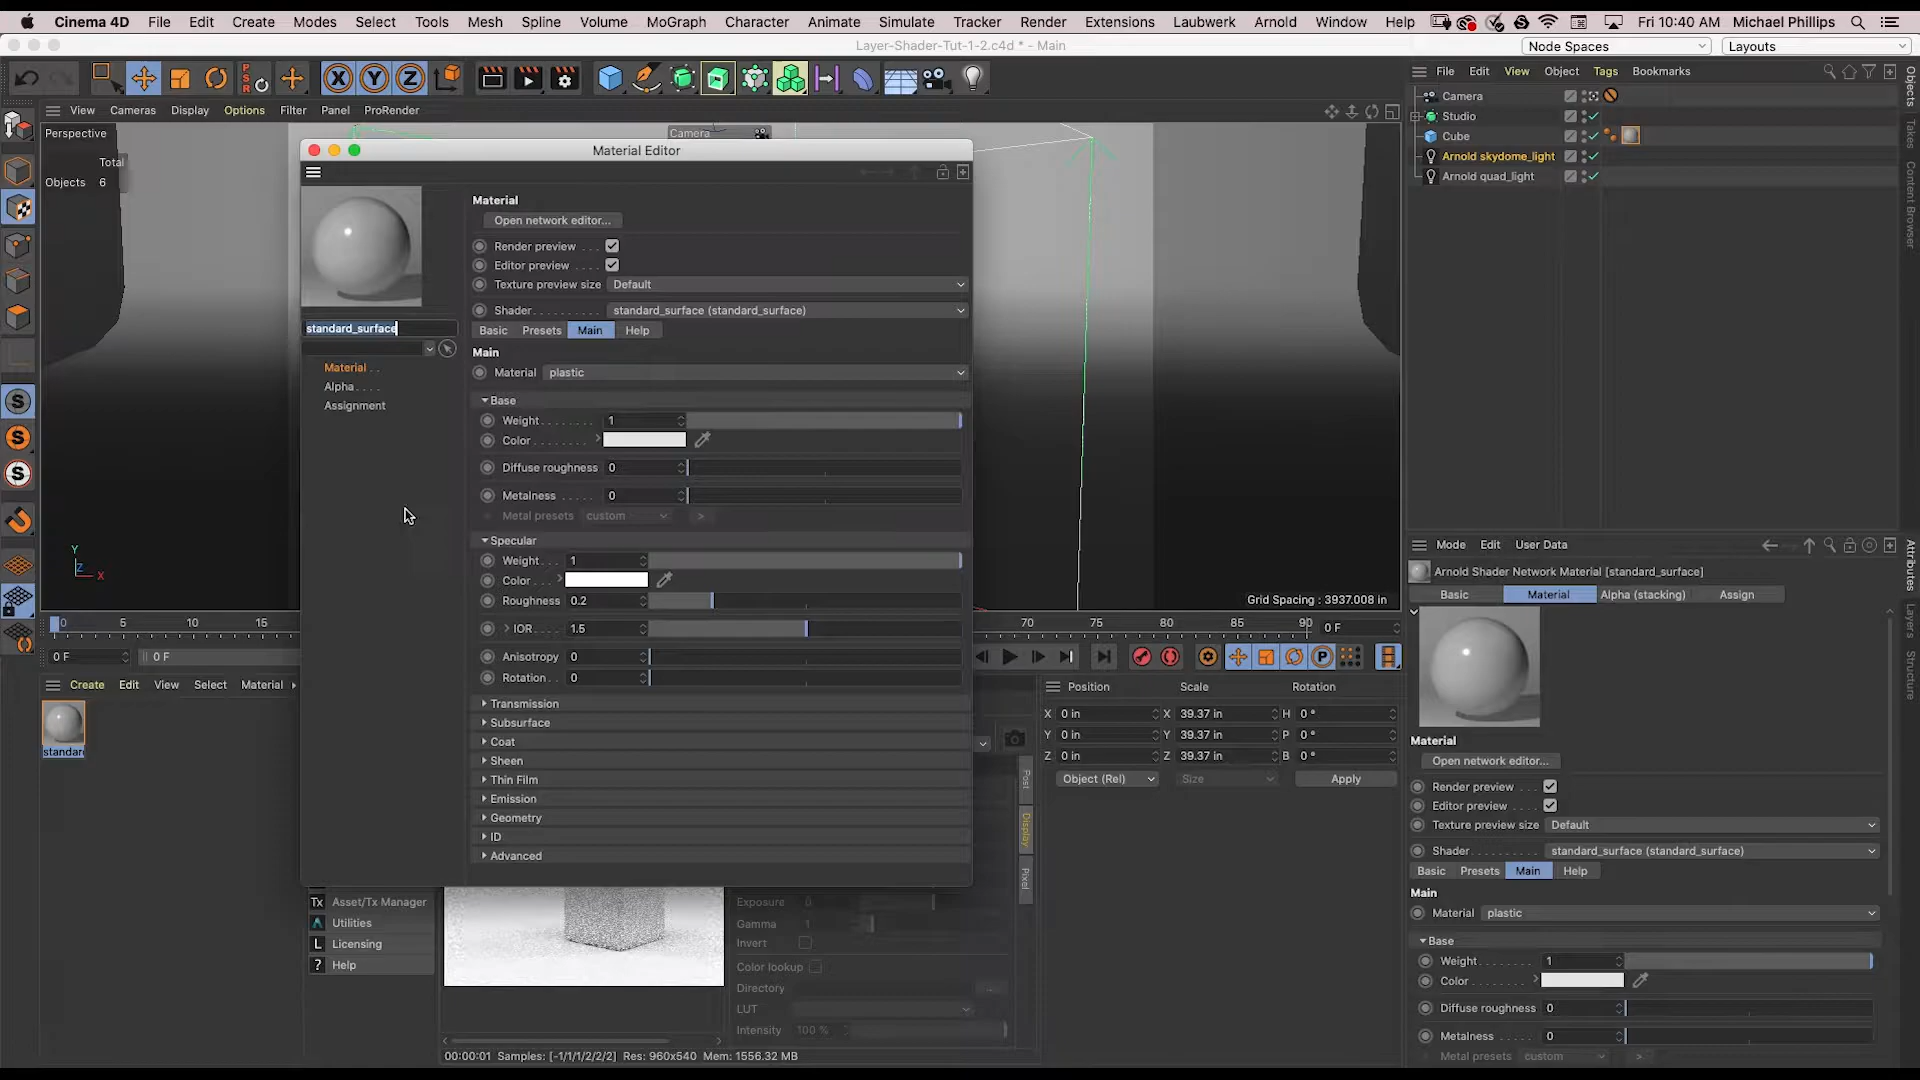 Cinema 4D File Edit Create Modes Select Tools Mesh Spline Volume MoGraph Character Animate Simulate Tracker Render Extensions Laubwerk Arnold Window Help Fri 10:40 AM Michael Phillips
Layer-Shader-Tut-1-2.c4d * - Main
Node Spaces Layouts
File Edit View Object Tags Bookmarks
View Cameras Display Options Filter Panel ProRender
Perspective
Total
Objects 6
Camera
Camera
Studio
Cube
Arnold skydome_light
Arnold quad_light
Objects
Takes
Content Browser
Material Editor
standard_surface
Material
Alpha
Assignment
Material
Open network editor...
Render preview
Editor preview
Texture preview size Default
Shader standard_surface (standard_surface)
Basic Presets Main Help
Main
Material plastic
Base
Weight 1
Color
Diffuse roughness 0
Metalness 0
Metal presets custom >
Specular
Weight 1
Color
Roughness 0.2
IOR 1.5
Anisotropy 0
Rotation 0
Transmission
Subsurface
Coat
Sheen
Thin Film
Emission
Geometry
ID
Advanced
Grid Spacing : 3937.008 in
Y
Z X
0 5 10 15 70 75 80 85 90 0 F
0 F 0 F
Create Edit View Select Material
standard
Position Scale Rotation
X 0 in X 39.37 in H 0 °
Y 0 in Y 39.37 in P 0 °
Z 0 in Z 39.37 in B 0 °
Object (Rel) Size Apply
Post
Display
Pixel
Tx Asset/Tx Manager
Utilities
L Licensing
? Help
Exposure 0
Gamma 1
Invert
Color lookup
Directory ...
LUT
Intensity 100 %
00:00:01 Samples: [-1/1/1/2/2/2] Res: 960x540 Mem: 1556.32 MB
Mode Edit User Data
Arnold Shader Network Material [standard_surface]
Basic Material Alpha (stacking) Assign
Material
Open network editor...
Render preview
Editor preview
Texture preview size Default
Shader standard_surface (standard_surface)
Basic Presets Main Help
Main
Material plastic
Base
Weight 1
Color
Diffuse roughness 0
Metalness 0
Metal presets custom >
Attributes
Layers
Structure